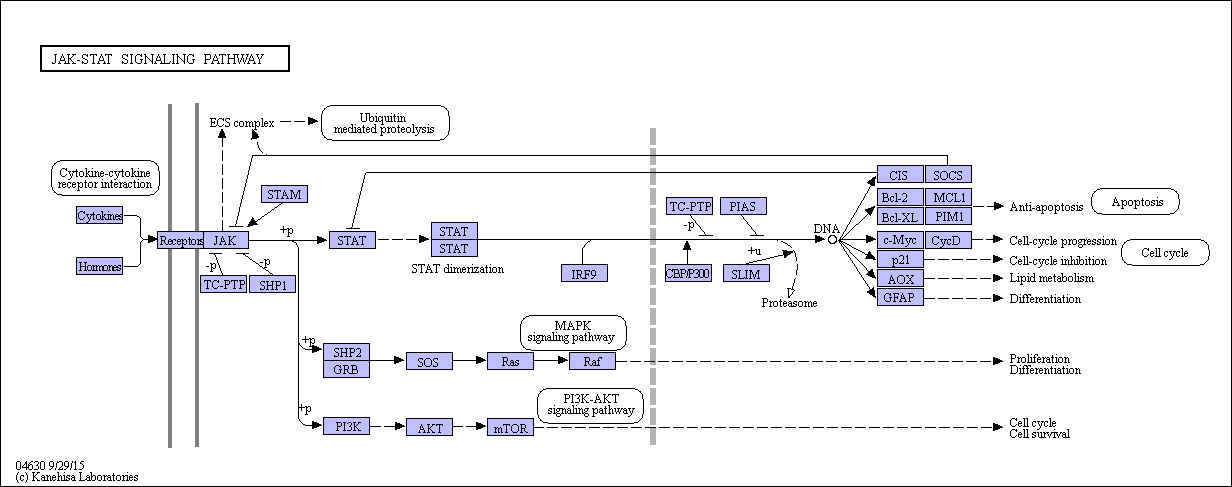 JAK-STAT SIGNALING PATHWAY
ECS complex
Ubiquitin
mediated proteolysis
Cytokine-cytokine
receptor interaction
Cytokines
Hormones
Receptors
JAK
STAM
+p
-p
-p
TC-PTP
SHP1
STAT
STAT
STAT
STAT dimerization
IRF9
TC-PTP
PIAS
-p
+u
CBP/P300
SLIM
Proteasome
DNA
CIS
SOCS
Bcl-2
MCL1
Bcl-XL
PIM1
c-Myc
CycD
p21
AOX
GFAP
Anti-apoptosis
Apoptosis
Cell-cycle progression
Cell-cycle inhibition
Cell cycle
Lipid metabolism
Differentiation
+p
SHP2
GRB
SOS
Ras
Raf
MAPK
signaling pathway
Proliferation
Differentiation
+p
PI3K
AKT
mTOR
PI3K-AKT
signaling pathway
Cell cycle
Cell survival
04630 9/29/15
(c) Kanehisa Laboratories